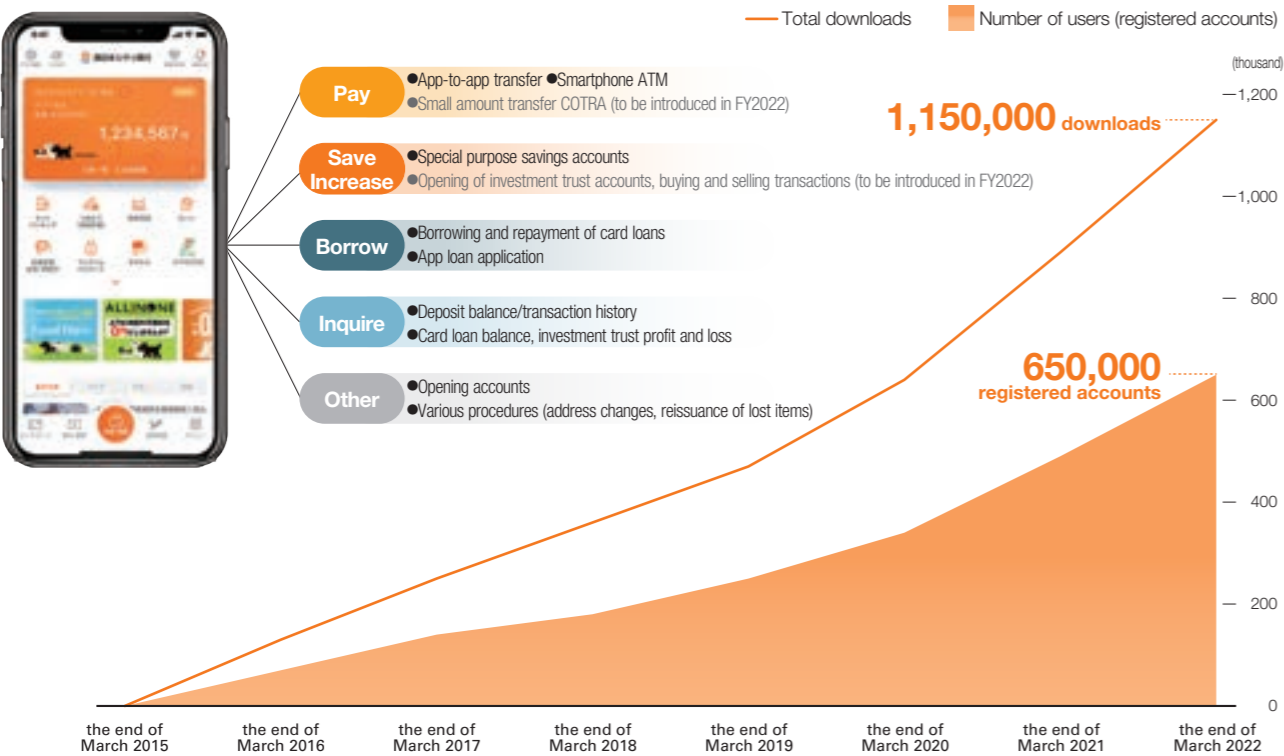 Total downloads
Number of users (registered accounts)
(thousand)
Pay
●App-to-app transfer ●Smartphone ATM
●Small amount transfer COTRA (to be introduced in FY2022)
Save
Increase
●Special purpose savings accounts
●Opening of investment trust accounts, buying and selling transactions (to be introduced in FY2022)
Borrow
●Borrowing and repayment of card loans
●App loan application
Inquire
●Deposit balance/transaction history
●Card loan balance, investment trust profit and loss
Other
●Opening accounts
●Various procedures (address changes, reissuance of lost items)
1,234,567
ALLINONE
1,150,000 downloads
650,000
registered accounts
1,200
1,000
800
600
400
200
0
the end of
March 2015
the end of
March 2016
the end of
March 2017
the end of
March 2018
the end of
March 2019
the end of
March 2020
the end of
March 2021
the end of
March 2022